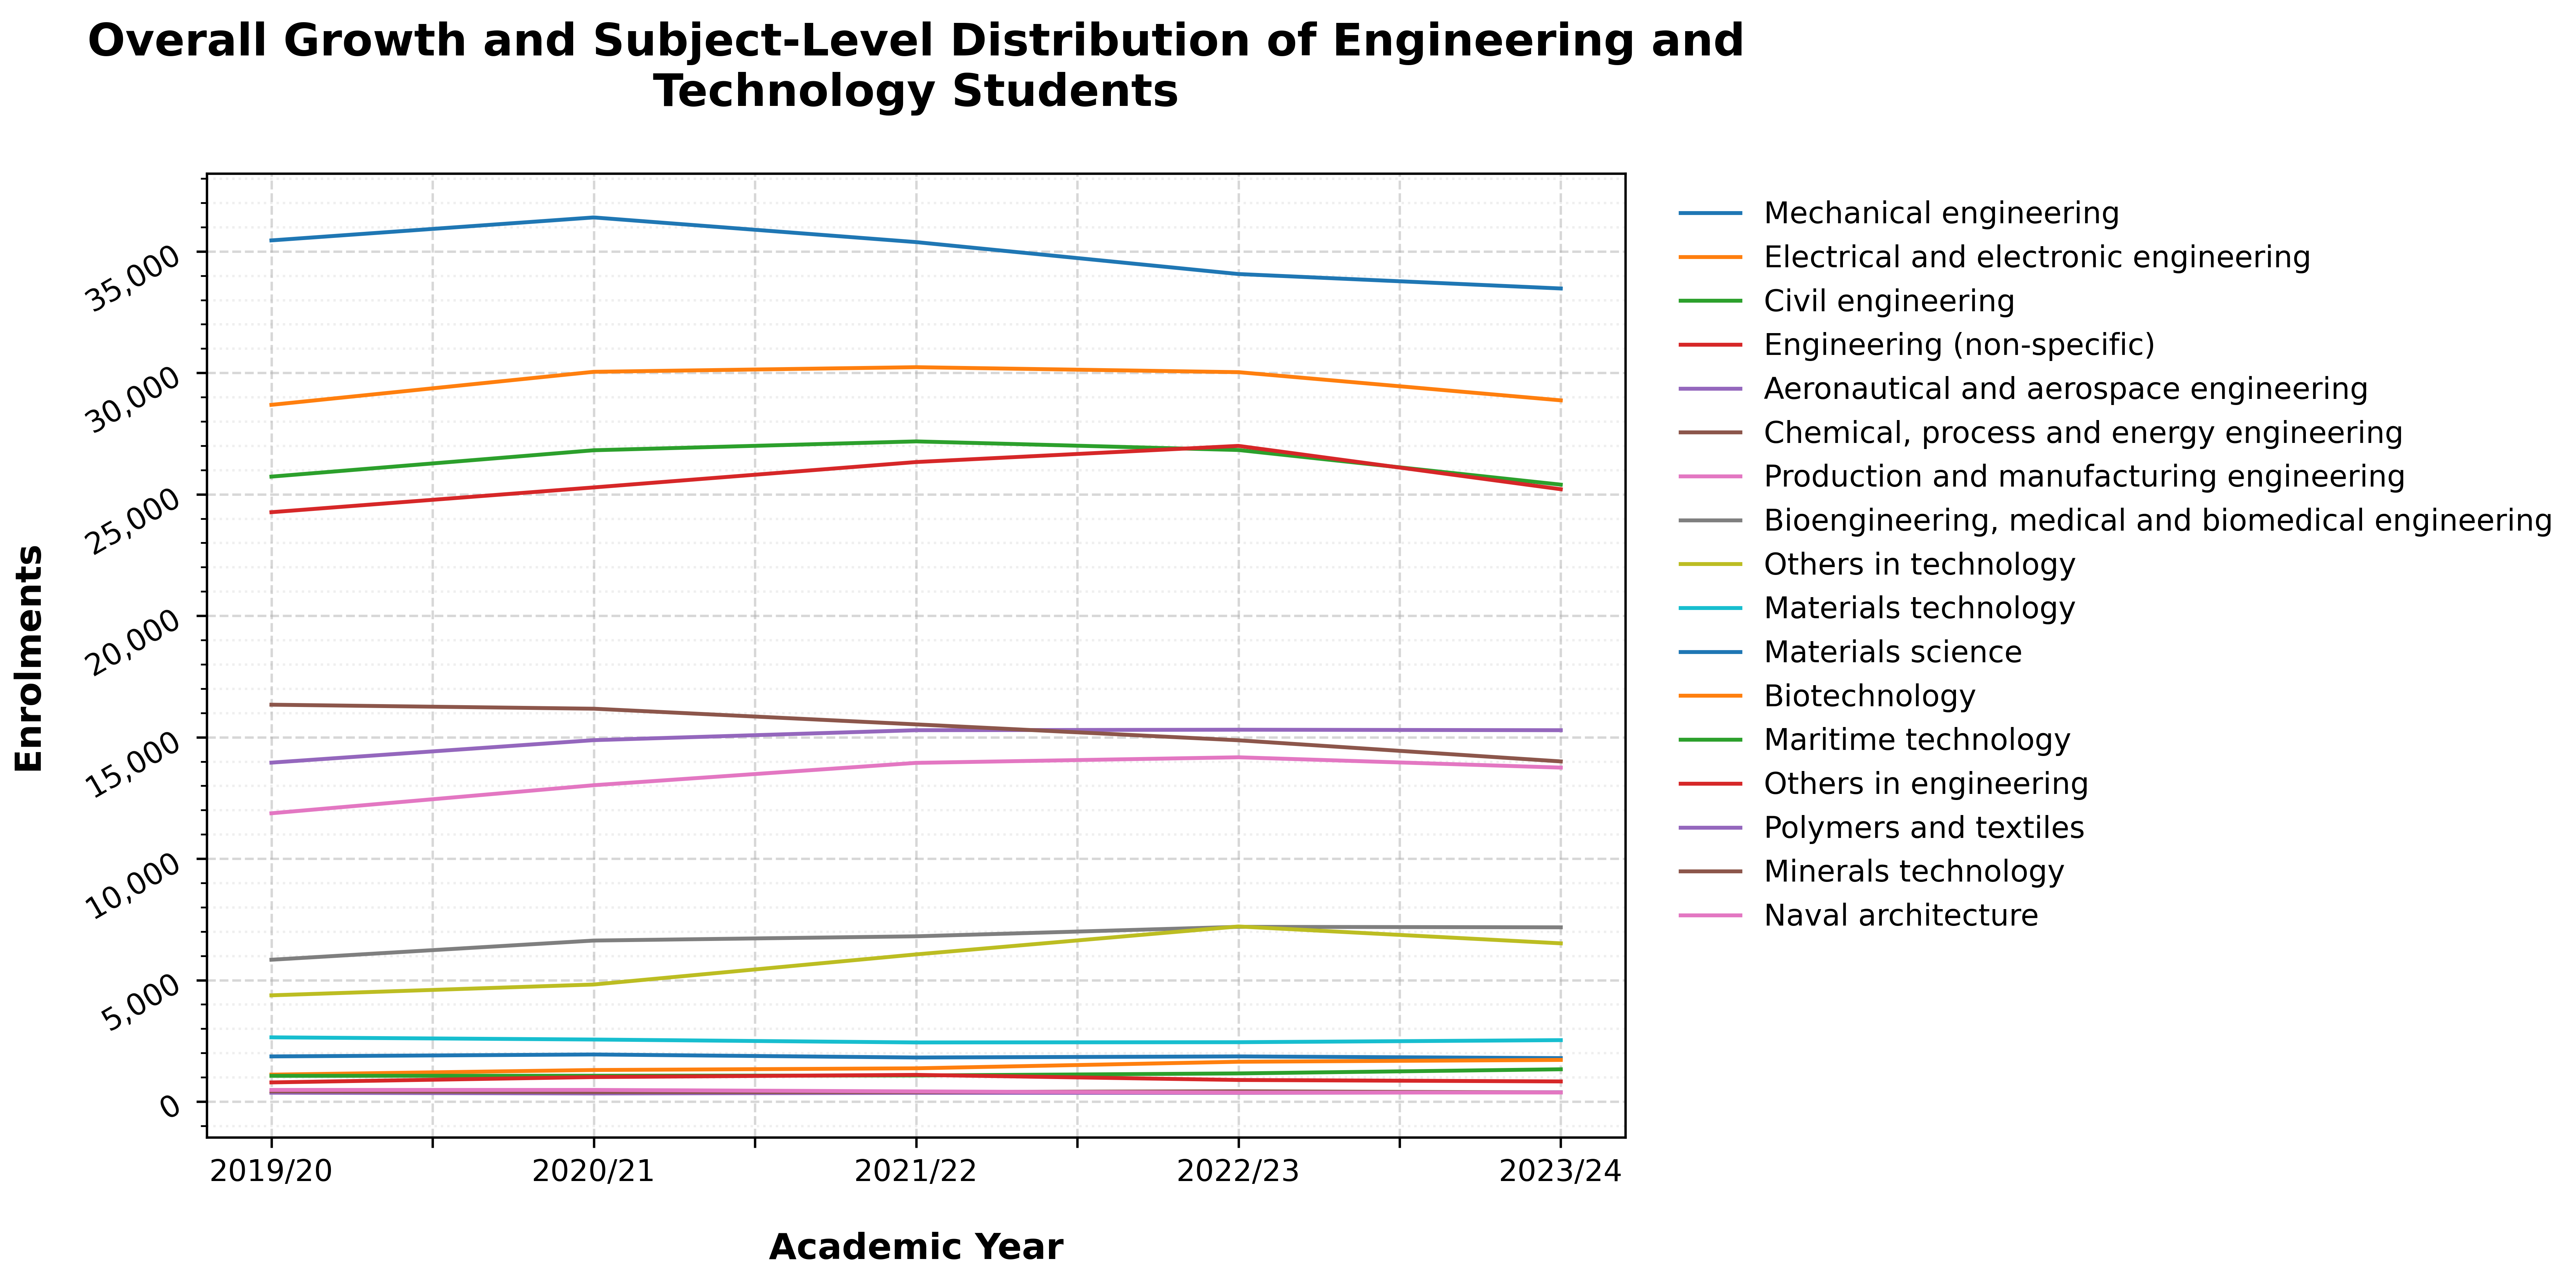 Overall Growth and Subject-Level Distribution of Engineering and
Technology Students
Enrolments
35,000
30,000
25,000
20,000
15,000
10,000
5,000
0
2019/20
2020/21
2021/22
2022/23
2023/24
Academic Year
Mechanical engineering
Electrical and electronic engineering
Civil engineering
Engineering (non-specific)
Aeronautical and aerospace engineering
Chemical, process and energy engineering
Production and manufacturing engineering
Bioengineering, medical and biomedical engineering
Others in technology
Materials technology
Materials science
Biotechnology
Maritime technology
Others in engineering
Polymers and textiles
Minerals technology
Naval architecture